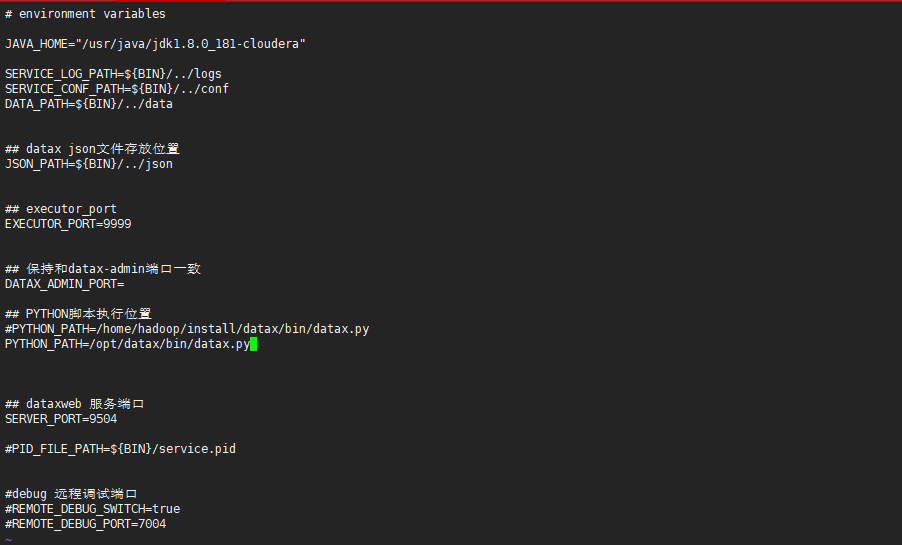 # environment variables
JAVA_HOME="/usr/java/jdk1.8.0_181-cloudera"
SERVICE_LOG_PATH=${BIN}/../logs
SERVICE_CONF_PATH=${BIN}/../conf
DATA_PATH=${BIN}/../data
## datax json文件存放位置
JSON_PATH=${BIN}/../json
## executor_port
EXECUTOR_PORT=9999
## 保持和datax-admin端口一致
DATAX_ADMIN_PORT=
## PYTHON脚本执行位置
#PYTHON_PATH=/home/hadoop/install/datax/bin/datax.py
PYTHON_PATH=/opt/datax/bin/datax.py
## dataxweb 服务端口
SERVER_PORT=9504
#PID_FILE_PATH=${BIN}/service.pid
#debug 远程调试端口
#REMOTE_DEBUG_SWITCH=true
#REMOTE_DEBUG_PORT=7004
~